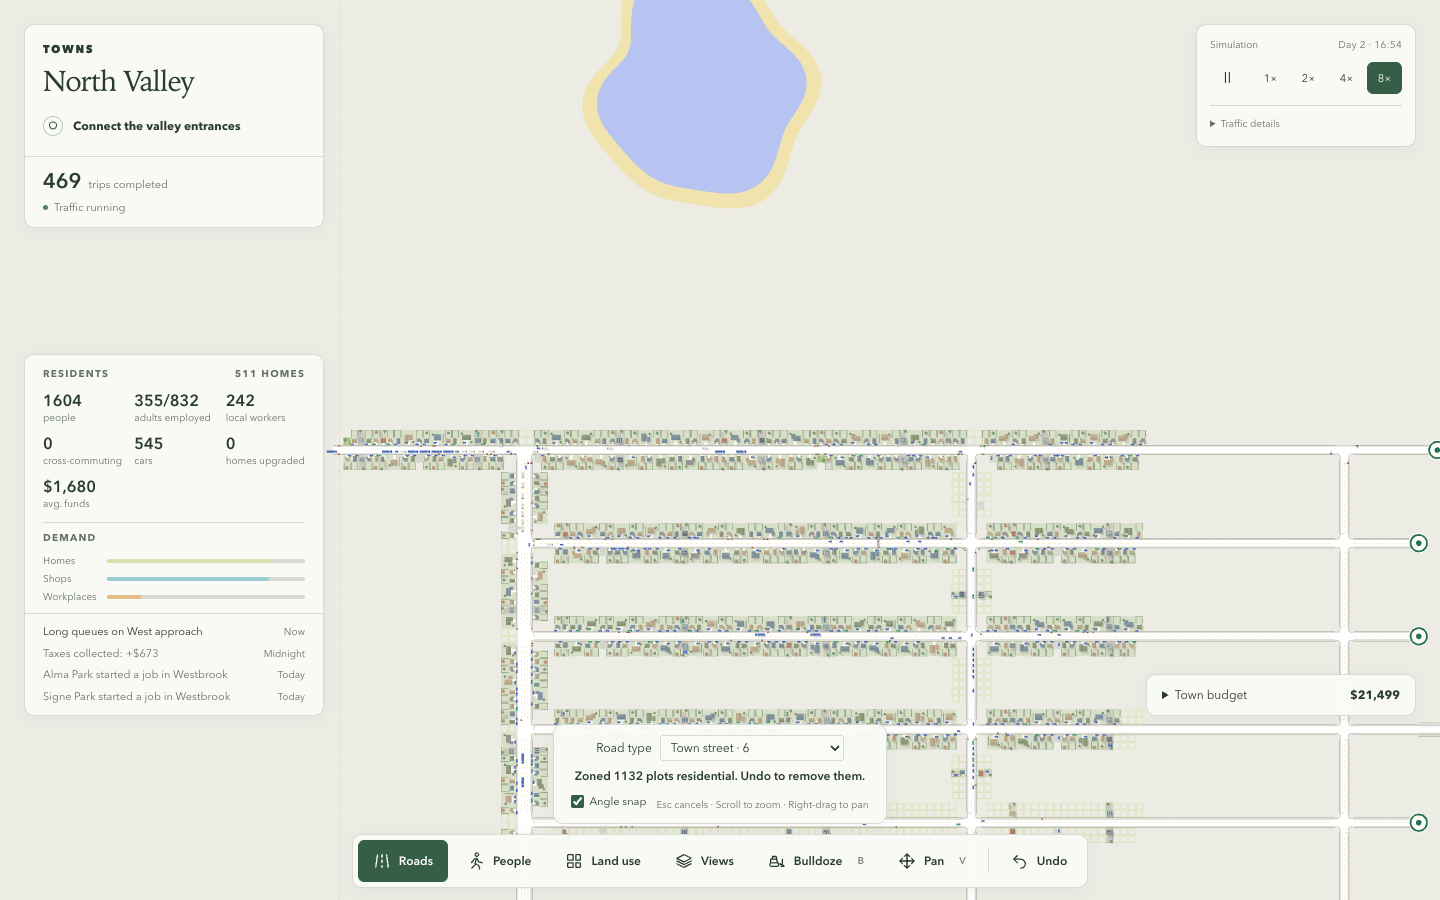 TOWNS
North Valley
Connect the valley entrances
469 trips completed
Traffic running
RESIDENTS 511 HOMES
1604 355/832 242
people adults employed local workers
0 545 0
cross-commuting cars homes upgraded
$1,680
avg. funds
DEMAND
Homes
Shops
Workplaces
Long queues on West approach Now
Taxes collected: +$673 Midnight
Alma Park started a job in Westbrook Today
Signe Park started a job in Westbrook Today
Simulation Day 2 · 16:54
1× 2× 4× 8×
Traffic details
Town budget $21,499
Road type Town street · 6
Zoned 1132 plots residential. Undo to remove them.
Angle snap Esc cancels · Scroll to zoom · Right-drag to pan
Roads People Land use Views Bulldoze B Pan V Undo